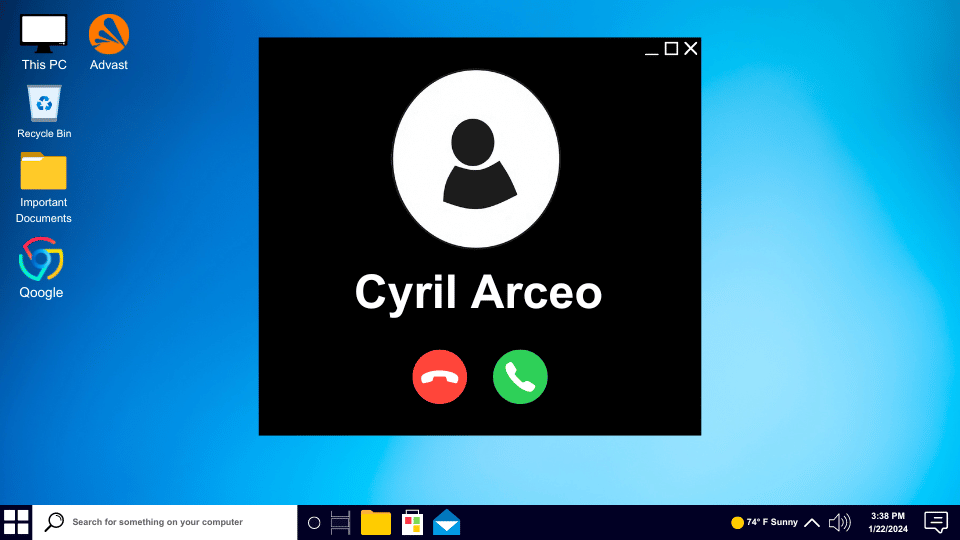 This PC
Advast
Recycle Bin
Important
Documents
Qoogle
Cyril Arceo
Search for something on your computer
74° F Sunny
3:38 PM
1/22/2024